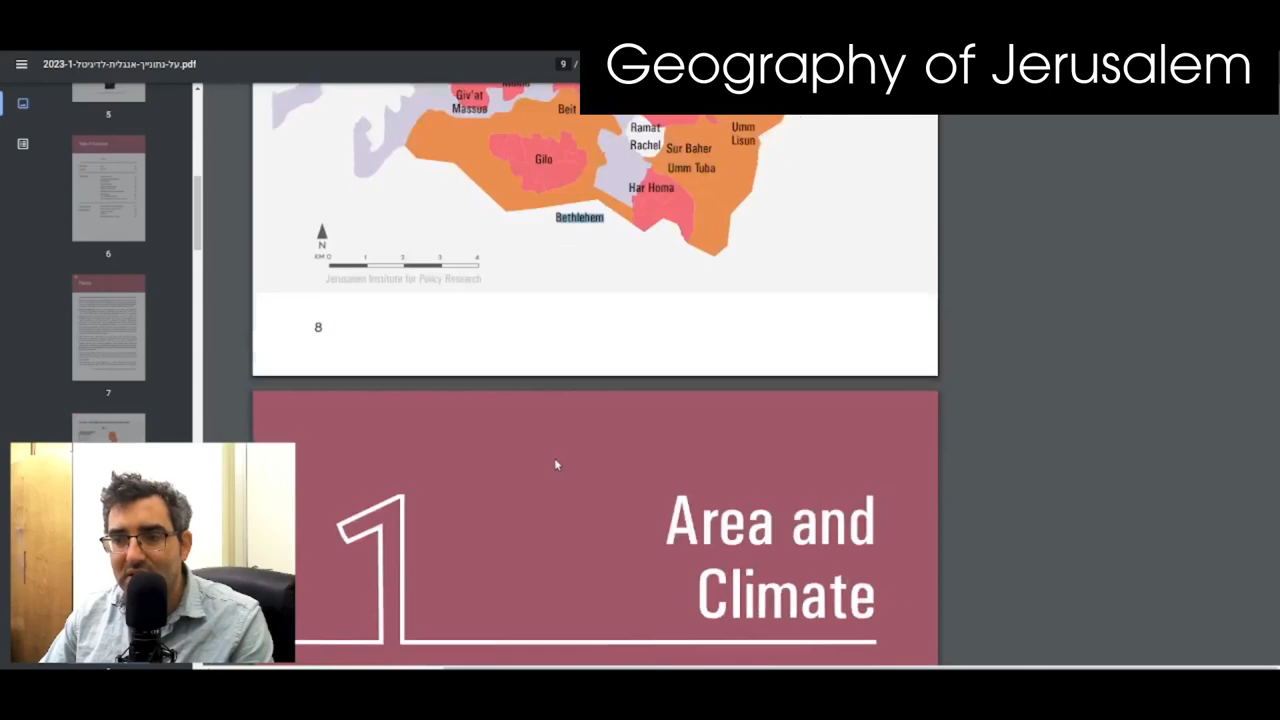 Geography of Jerusalem
2023-1-על-נתונייך-אנגלית-לדיגיטל.pdf
9 /
5
6
7
Giv'at
Massua
Beit
Ramat
Rachel
Umm
Lisun
Sur Baher
Umm Tuba
Gilo
Har Homa
Bethlehem
N
KM 0 1 2 3 4
Jerusalem Institute for Policy Research
8
1
Area and
Climate